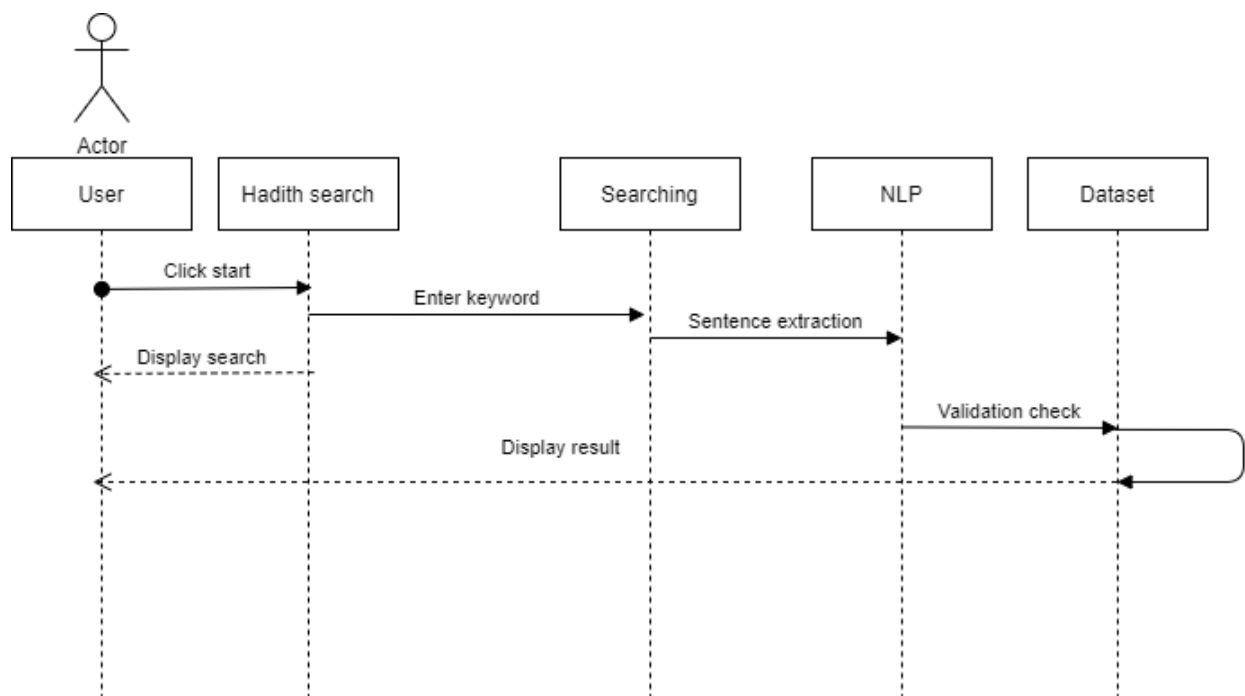 Actor
User
Hadith search
Searching
NLP
Dataset
Click start
Enter keyword
Sentence extraction
Display search
Validation check
Display result